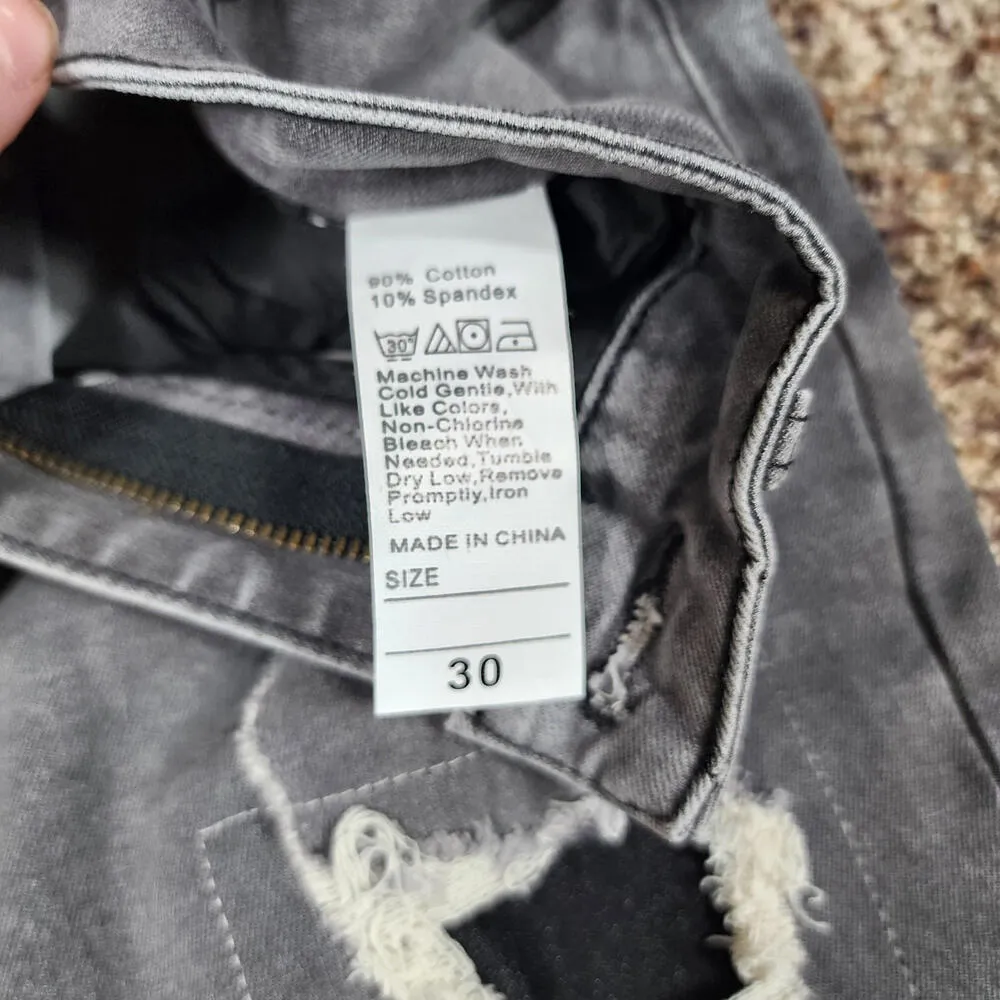 90% Cotton
10% Spandex
30°
Machine Wash
Cold Gentle,With
Like Colors,
Non-Chlorine
Bleach When
Needed,Tumble
Dry Low,Remove
Promptly,Iron
Low
MADE IN CHINA
SIZE
30